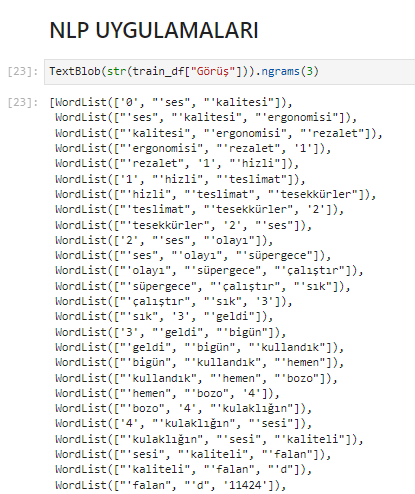 NLP UYGULAMALARI
[23]: TextBlob(str(train_df["Görüş"])).ngrams(3)
[23]: [WordList(['0', "'ses", "'kalitesi"]),
WordList(["'ses", "'kalitesi", "'ergonomisi"]),
WordList(["'kalitesi", "'ergonomisi", "'rezalet"]),
WordList(["'ergonomisi", "'rezalet", '1']),
WordList(["'rezalet", '1', "'hizli"]),
WordList(['1', "'hizli", "'teslimat"]),
WordList(["'hizli", "'teslimat", "'tesekkürler"]),
WordList(["'teslimat", "'tesekkürler", '2']),
WordList(["'tesekkürler", '2', "'ses"]),
WordList(['2', "'ses", "'olayı"]),
WordList(["'ses", "'olayı", "'süpergece"]),
WordList(["'olayı", "'süpergece", "'çalıştır"]),
WordList(["'süpergece", "'çalıştır", "'sık"]),
WordList(["'çalıştır", "'sık", '3']),
WordList(["'sık", '3', "'geldi"]),
WordList(['3', "'geldi", "'bigün"]),
WordList(["'geldi", "'bigün", "'kullandık"]),
WordList(["'bigün", "'kullandık", "'hemen"]),
WordList(["'kullandık", "'hemen", "'bozo"]),
WordList(["'hemen", "'bozo", '4']),
WordList(["'bozo", '4', "'kulaklığın"]),
WordList(['4', "'kulaklığın", "'sesi"]),
WordList(["'kulaklığın", "'sesi", "'kaliteli"]),
WordList(["'sesi", "'kaliteli", "'falan"]),
WordList(["'kaliteli", "'falan", "'d"]),
WordList(["'falan", "'d", '11424']),